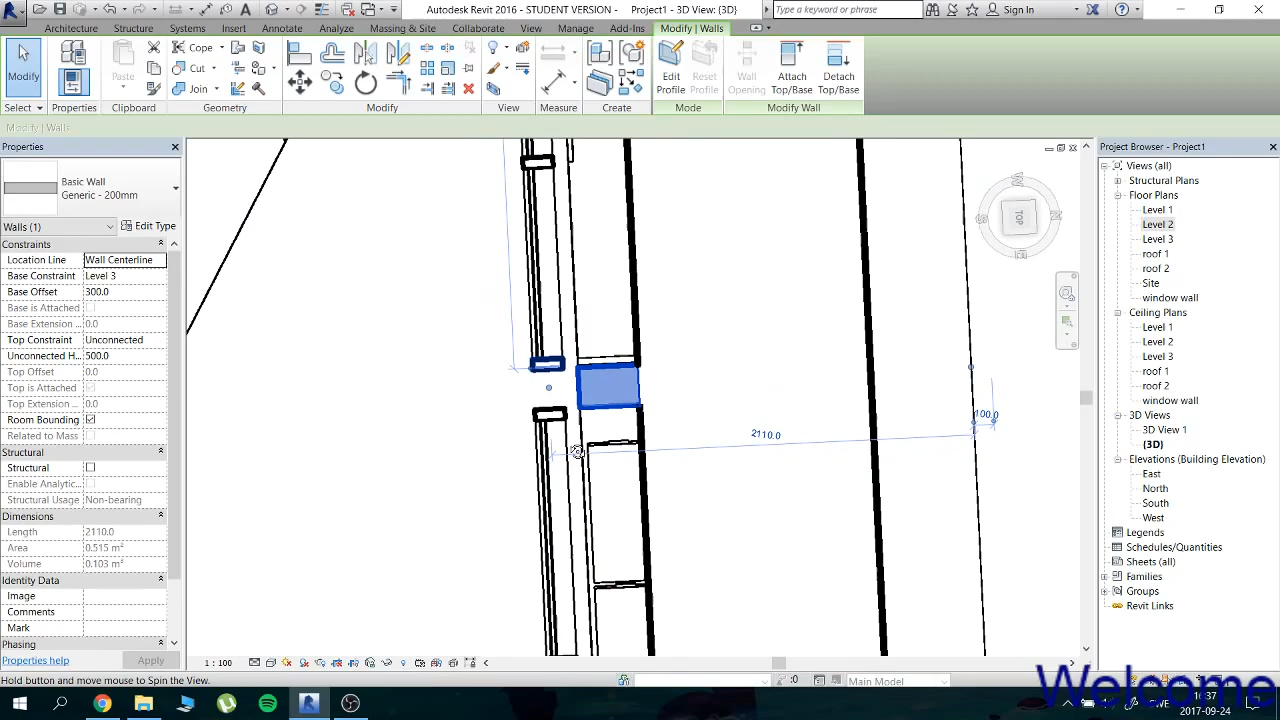 Autodesk Revit 2016 - STUDENT VERSION - Project1 - 3D View: {3D}
Type a keyword or phrase
Sign In
Architecture Structure Systems Insert Annotate Analyze Massing & Site Collaborate View Manage Add-Ins Modify | Walls
Modify
Paste
Cope
Cut
Join
Edit Profile
Reset Profile
Wall Opening
Attach Top/Base
Detach Top/Base
Select Properties Clipboard Geometry Modify View Measure Create Mode Modify Wall
Modify | Walls
Properties
Basic Wall
Generic - 200mm
Walls (1)
Edit Type
Constraints
Location Line Wall Centerline
Base Constraint Level 3
Base Offset 300.0
Base is Attached
Base Extension ... 0.0
Top Constraint Unconnected
Unconnected H... 500.0
Top Offset 0.0
Top is Attached
Top Extension ... 0.0
Room Bounding
Related to Mass
Structural
Structural
Enable Analytic...
Structural Usage Non-bearing
Dimensions
Length 2110.0
Area 0.515 m²
Volume 0.103 m³
Identity Data
Image
Comments
Mark
Phasing
Properties help
Apply
TOP
W
S
N
E
100.0
2110.0
Project Browser - Project1
Views (all)
Structural Plans
Floor Plans
Level 1
Level 2
Level 3
roof 1
roof 2
Site
window wall
Ceiling Plans
Level 1
Level 2
Level 3
roof 1
roof 2
window wall
3D Views
3D View 1
{3D}
Elevations (Building Elevation)
East
North
South
West
Legends
Schedules/Quantities
Sheets (all)
Families
Groups
Revit Links
1 : 100
Hold button and move mouse to Spin the View.
:0
Main Model
Welcome
16:37
2017-09-24